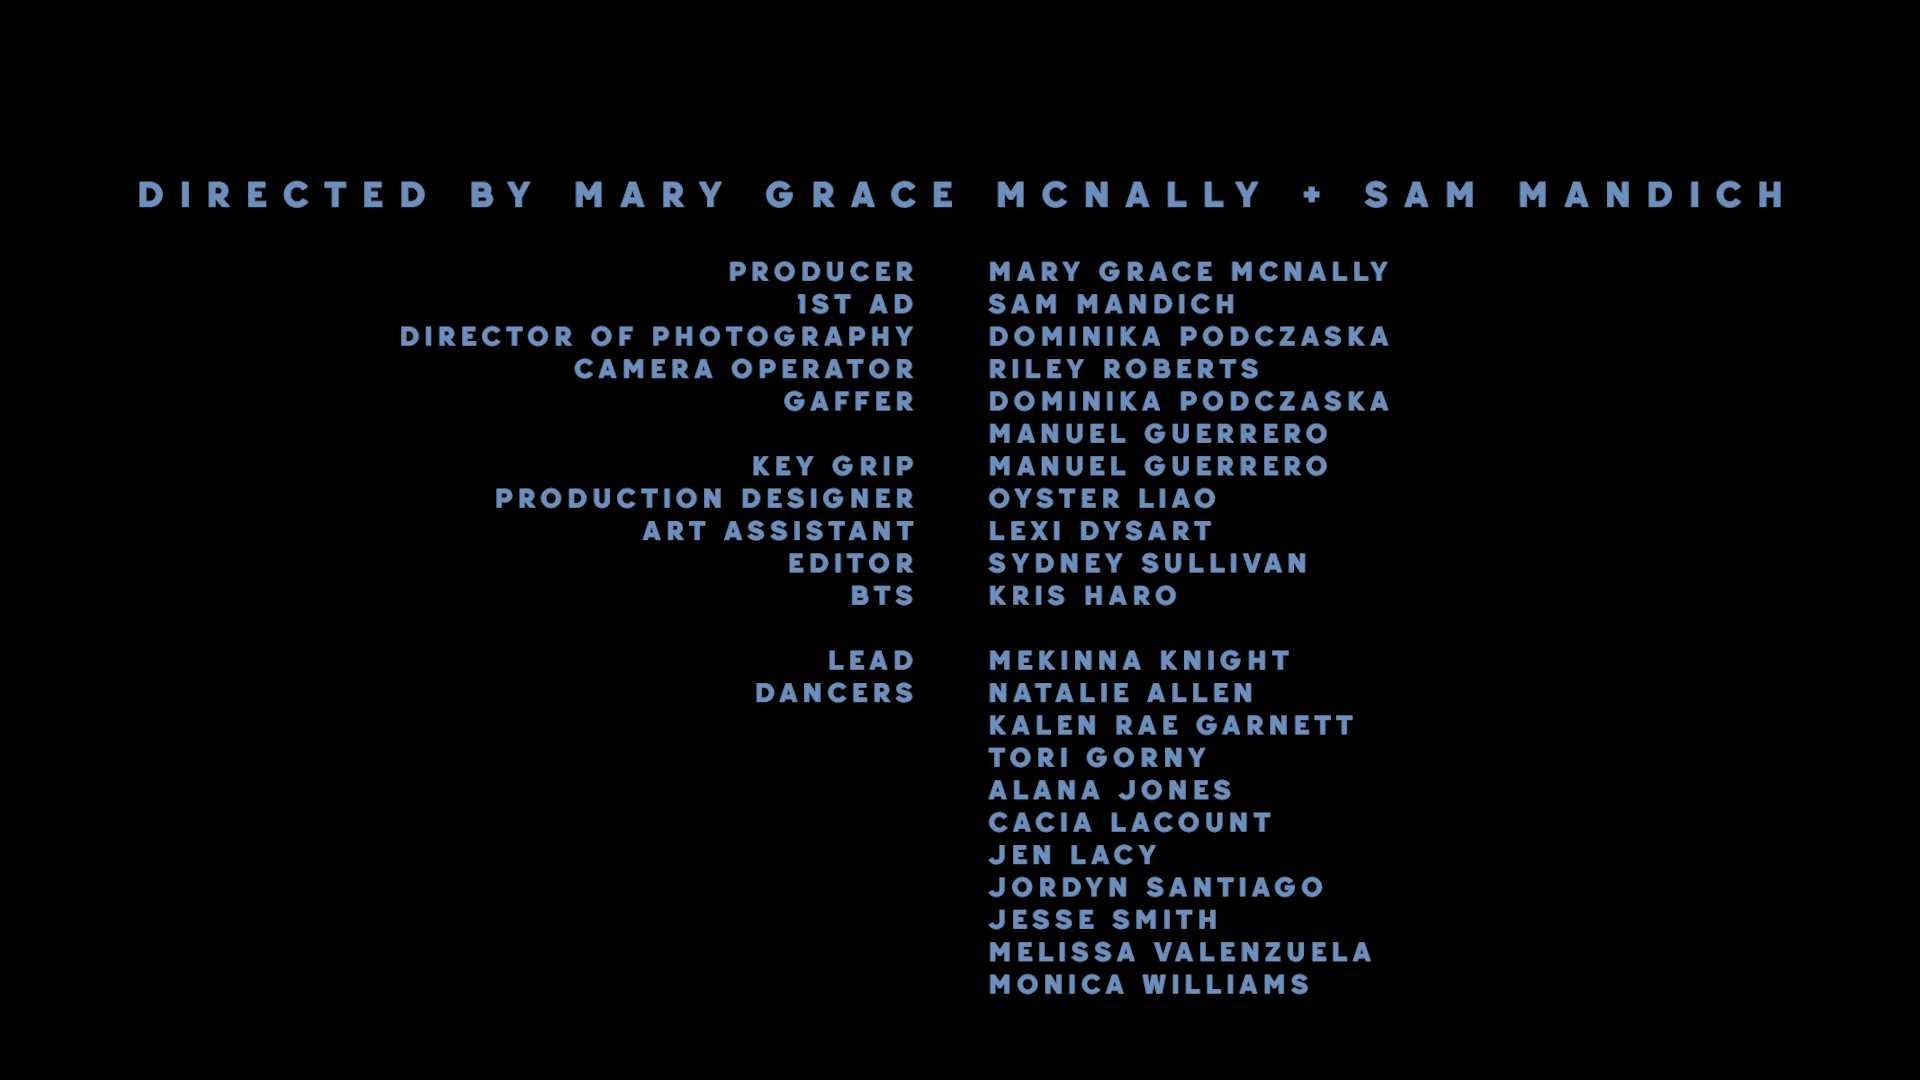 DIRECTED BY MARY GRACE MCNALLY + SAM MANDICH
PRODUCER MARY GRACE MCNALLY
1ST AD SAM MANDICH
DIRECTOR OF PHOTOGRAPHY DOMINIKA PODCZASKA
CAMERA OPERATOR RILEY ROBERTS
GAFFER DOMINIKA PODCZASKA
MANUEL GUERRERO
KEY GRIP MANUEL GUERRERO
PRODUCTION DESIGNER OYSTER LIAO
ART ASSISTANT LEXI DYSART
EDITOR SYDNEY SULLIVAN
BTS KRIS HARO
LEAD MEKINNA KNIGHT
DANCERS NATALIE ALLEN
KALEN RAE GARNETT
TORI GORNY
ALANA JONES
CACIA LACOUNT
JEN LACY
JORDYN SANTIAGO
JESSE SMITH
MELISSA VALENZUELA
MONICA WILLIAMS